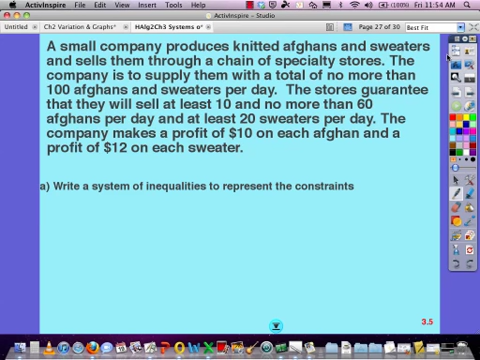 ActivInspire File Edit View Insert Tools Help (100%) Fri 11:54 AM
ActivInspire – Studio
Untitled Ch2 Variation & Graphs* HAlg2Ch3 Systems o* Page 27 of 30 Best Fit
A small company produces knitted afghans and sweaters
and sells them through a chain of specialty stores. The
company is to supply them with a total of no more than
100 afghans and sweaters per day. The stores guarantee
that they will sell at least 10 and no more than 60
afghans per day and at least 20 sweaters per day. The
company makes a profit of $10 on each afghan and a
profit of $12 on each sweater.
a) Write a system of inequalities to represent the constraints
3.5